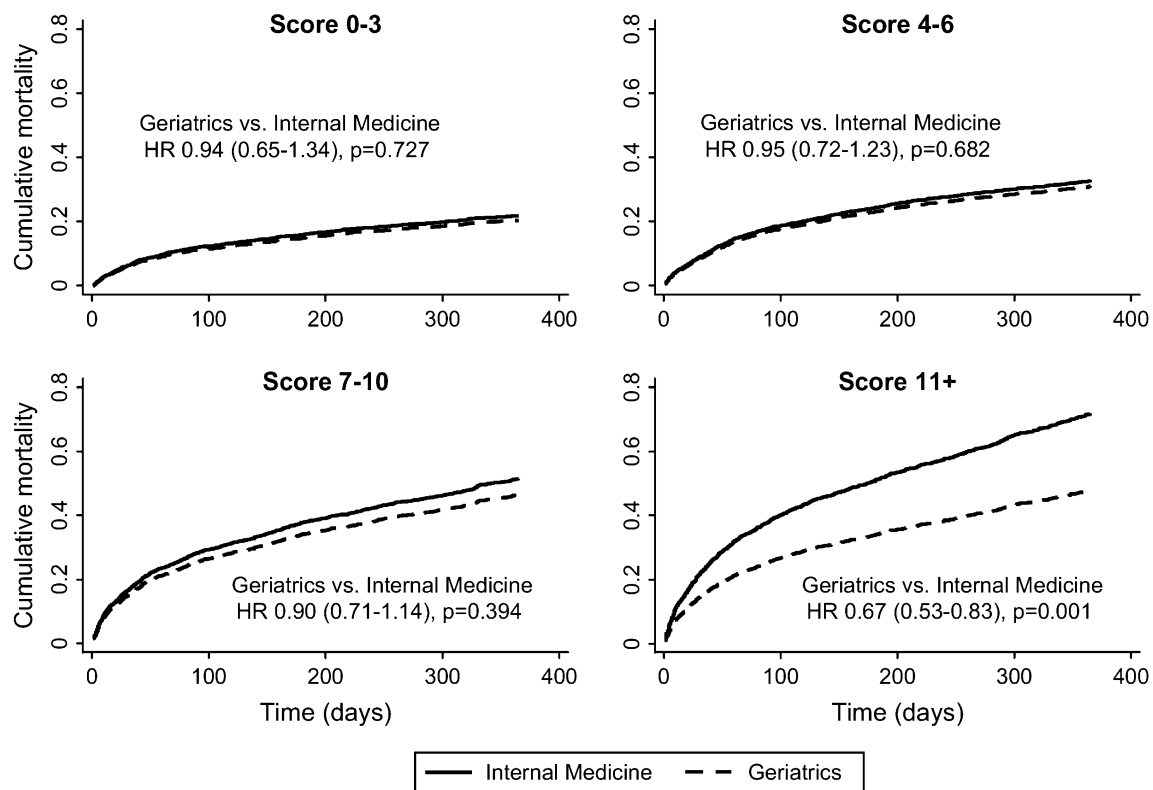 Score 0-3
Score 4-6
Cumulative mortality
0.8
0.6
0.4
0.2
0
Geriatrics vs. Internal Medicine
HR 0.94 (0.65-1.34), p=0.727
0 100 200 300 400
0.8
0.6
0.4
0.2
0
Geriatrics vs. Internal Medicine
HR 0.95 (0.72-1.23), p=0.682
0 100 200 300 400
Score 7-10
Score 11+
Cumulative mortality
0.8
0.6
0.4
0.2
0
Geriatrics vs. Internal Medicine
HR 0.90 (0.71-1.14), p=0.394
0 100 200 300 400
Time (days)
0.8
0.6
0.4
0.2
0
Geriatrics vs. Internal Medicine
HR 0.67 (0.53-0.83), p=0.001
0 100 200 300 400
Time (days)
Internal Medicine Geriatrics